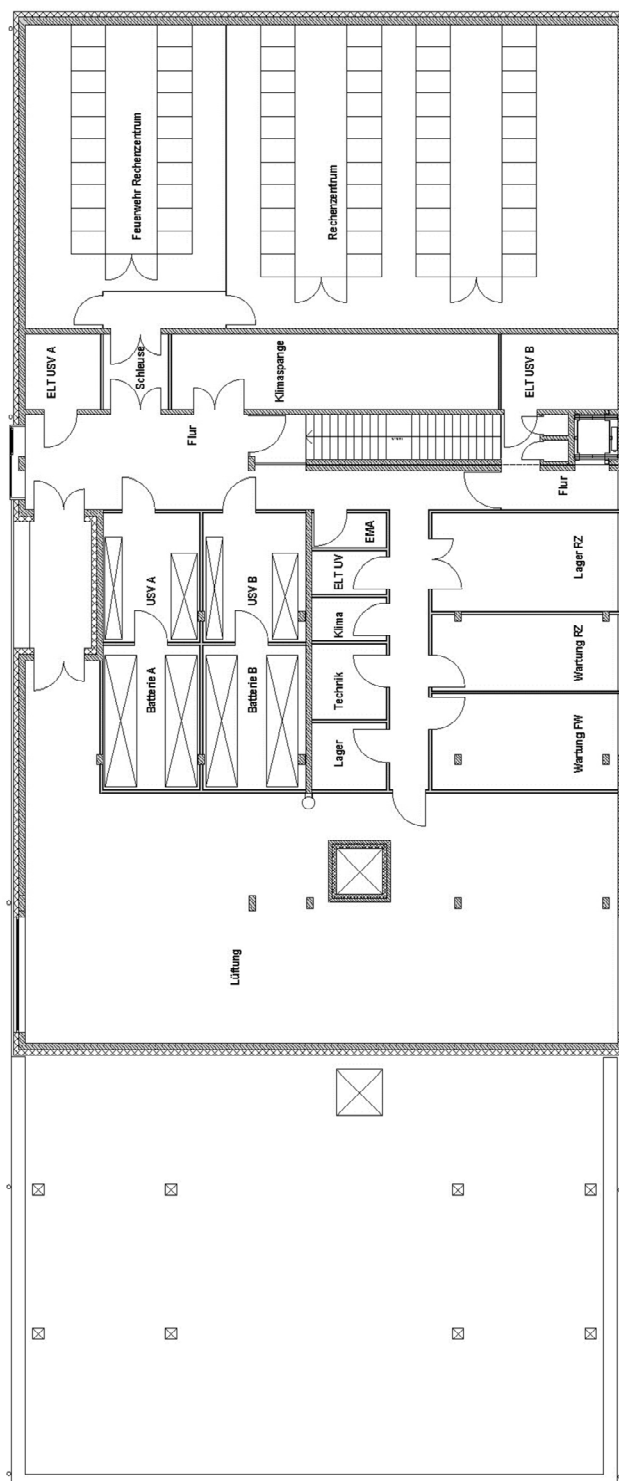 Feuerwehr Rechenzentrum
Rechenzentrum
ELT USV A
Schleuse
Klimaspange
ELT USV B
Flur
Flur
USV A
USV B
EMA
ELT UV
Klima
Technik
Lager
Lager RZ
Wartung RZ
Wartung FW
Batterie A
Batterie B
Lüftung